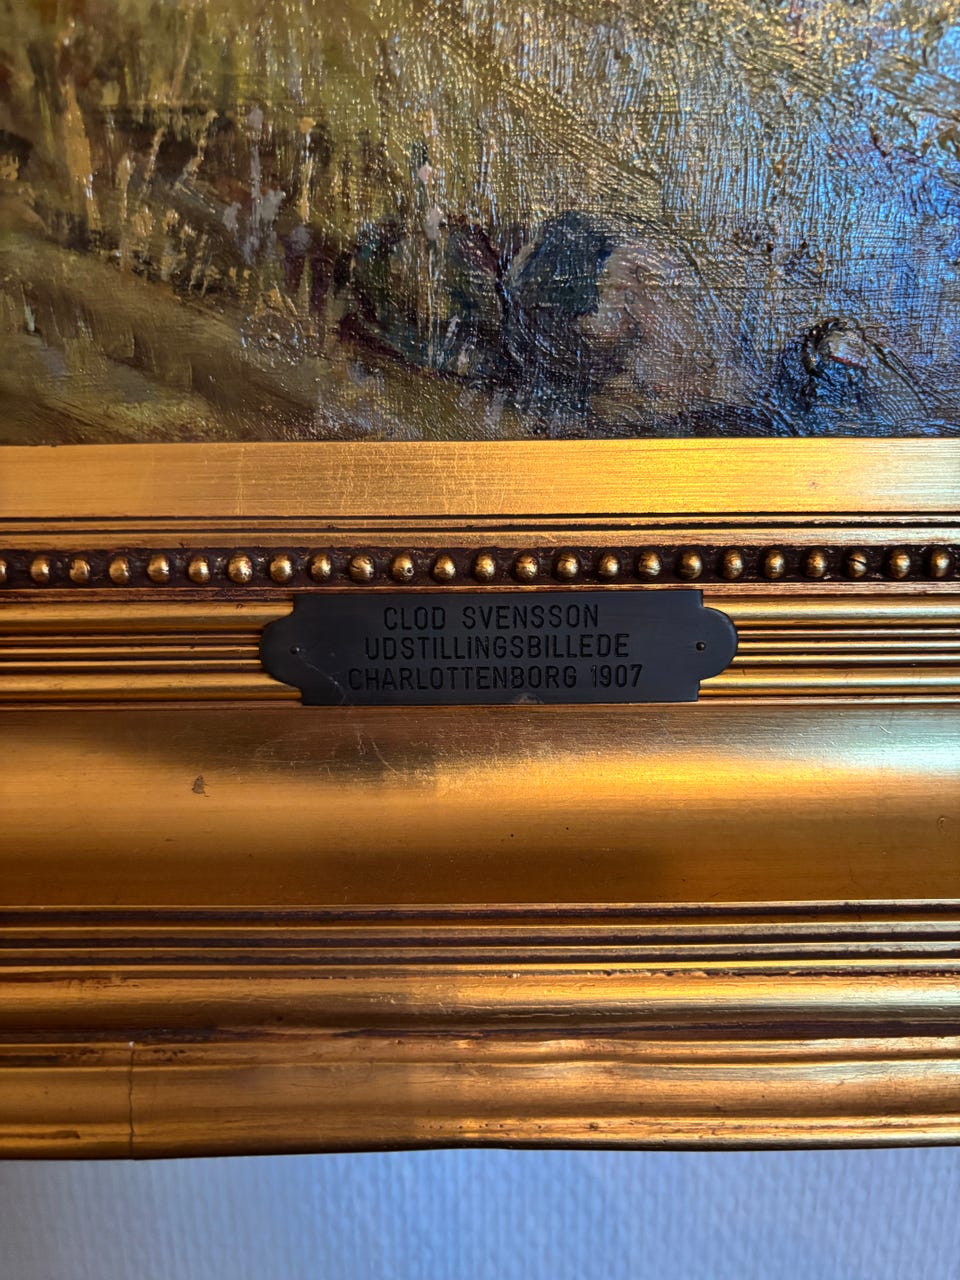 CLOD SVENSSON
UDSTILLINGSBILLEDE
CHARLOTTENBORG 1907